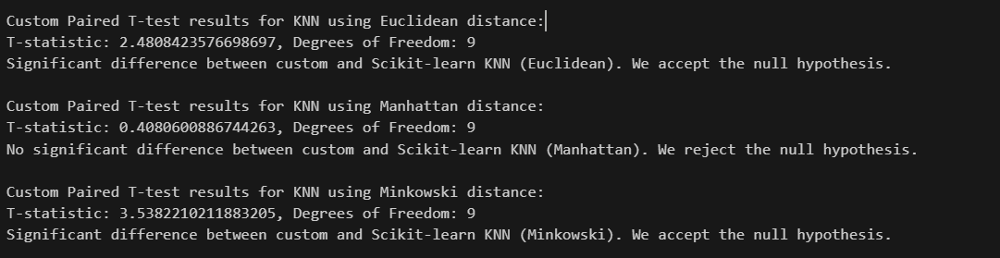 Custom Paired T-test results for KNN using Euclidean distance:
T-statistic: 2.4808423576698697, Degrees of Freedom: 9
Significant difference between custom and Scikit-learn KNN (Euclidean). We accept the null hypothesis.

Custom Paired T-test results for KNN using Manhattan distance:
T-statistic: 0.4080600886744263, Degrees of Freedom: 9
No significant difference between custom and Scikit-learn KNN (Manhattan). We reject the null hypothesis.

Custom Paired T-test results for KNN using Minkowski distance:
T-statistic: 3.5382210211883205, Degrees of Freedom: 9
Significant difference between custom and Scikit-learn KNN (Minkowski). We accept the null hypothesis.